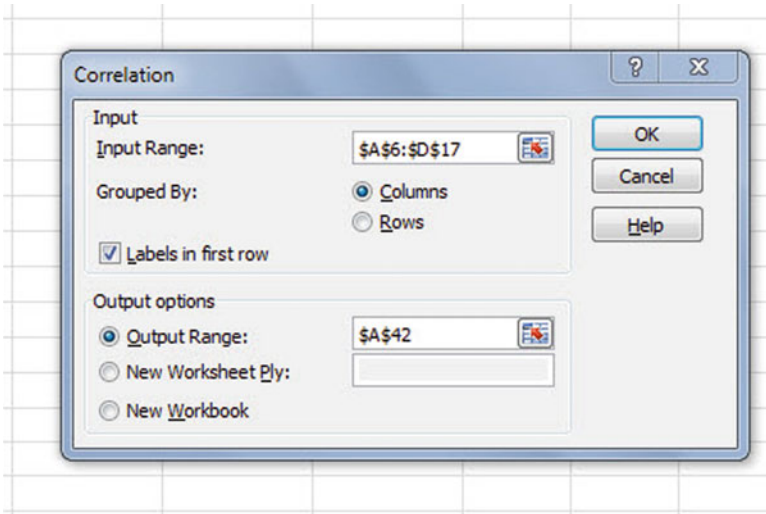 Correlation
Input
Input Range: $A$6:$D$17
Grouped By: Columns
Rows
Labels in first row
Output options
Output Range: $A$42
New Worksheet Ply:
New Workbook
?
OK
Cancel
Help